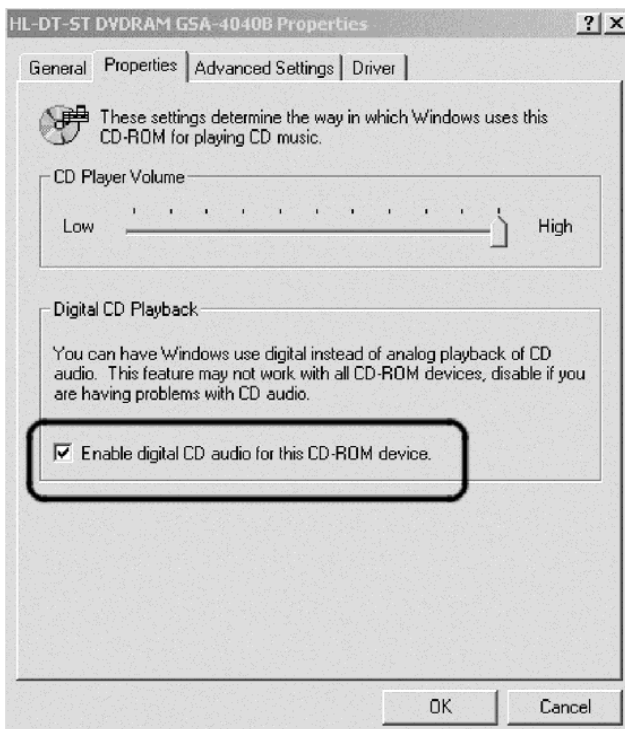 HL-DT-ST DVDRAM GSA-4040B Properties
General Properties Advanced Settings Driver
These settings determine the way in which Windows uses this
CD-ROM for playing CD music.
CD Player Volume
Low High
Digital CD Playback
You can have Windows use digital instead of analog playback of CD
audio. This feature may not work with all CD-ROM devices, disable if you
are having problems with CD audio.
Enable digital CD audio for this CD-ROM device.
OK Cancel